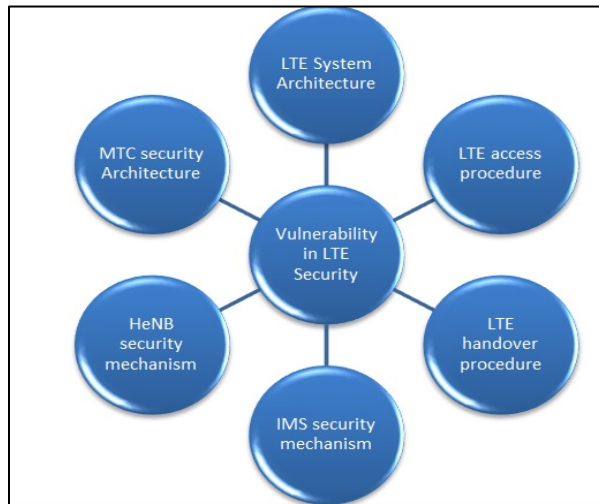 LTE System
Architecture
MTC security
Architecture
LTE access
procedure
Vulnerability
in LTE
Security
HeNB
security
mechanism
LTE
handover
procedure
IMS security
mechanism